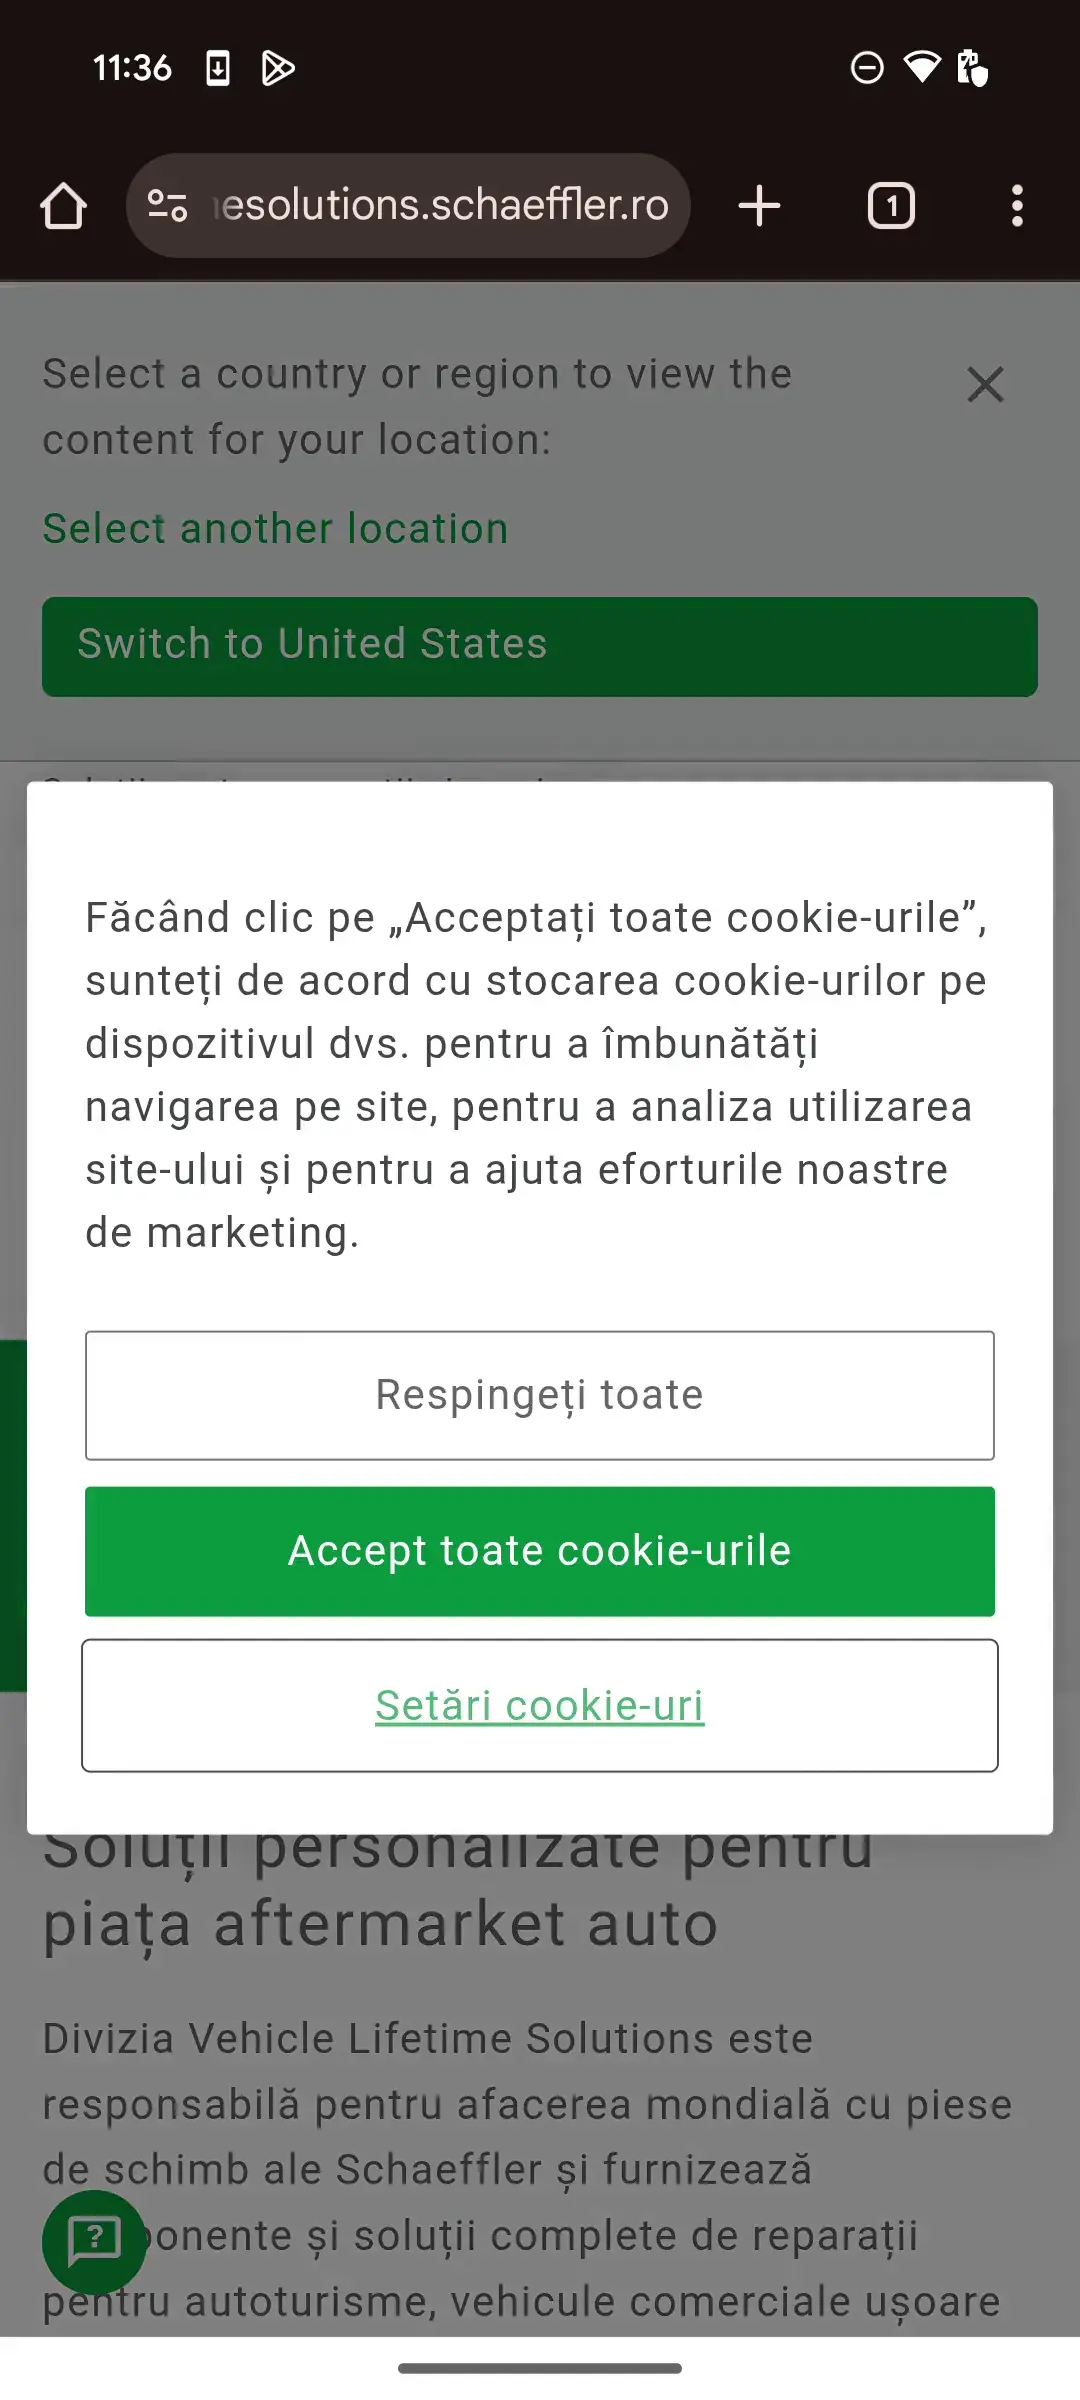 11:36
esolutions.schaeffler.ro
1
Select a country or region to view the
content for your location:
Select another location
Switch to United States
Făcând clic pe „Acceptați toate cookie-urile”,
sunteți de acord cu stocarea cookie-urilor pe
dispozitivul dvs. pentru a îmbunătăți
navigarea pe site, pentru a analiza utilizarea
site-ului și pentru a ajuta eforturile noastre
de marketing.
Respingeți toate
Accept toate cookie-urile
Setări cookie-uri
Soluții personalizate pentru
piața aftermarket auto
Divizia Vehicle Lifetime Solutions este
responsabilă pentru afacerea mondială cu piese
de schimb ale Schaeffler și furnizează
ponente și soluții complete de reparații
pentru autoturisme, vehicule comerciale ușoare